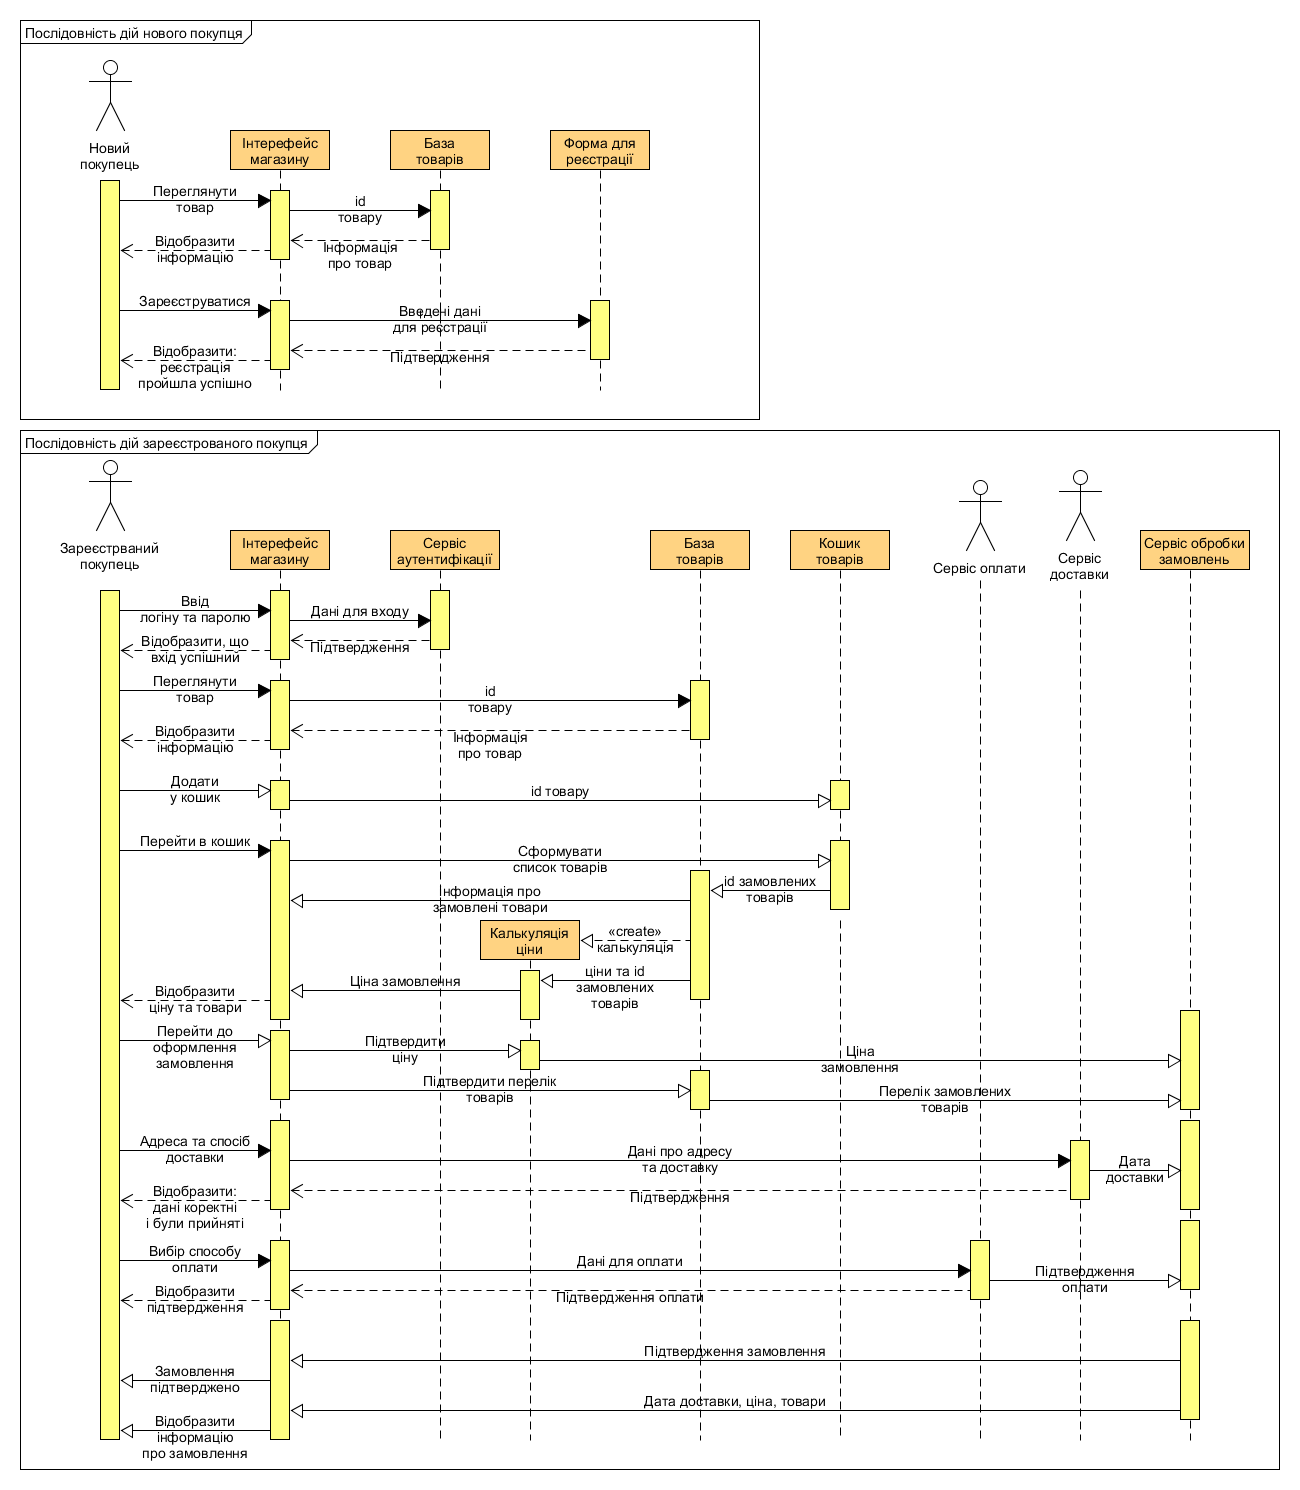 Послідовність дій нового покупця
Новий
покупець
Інтерефейс
магазину
База
товарів
Форма для
реєстрації
Переглянути
товар
id
товару
Відобразити
інформацію
Інформація
про товар
Зареєструватися
Введені дані
для реєстрації
Відобразити:
реєстрація
пройшла успішно
Підтвердження
Послідовність дій зареєстрованого покупця
Зареєстрваний
покупець
Інтерефейс
магазину
Сервіс
аутентифікації
База
товарів
Кошик
товарів
Сервіс оплати
Сервіс
доставки
Сервіс обробки
замовлень
Ввід
логіну та паролю
Дані для входу
Відобразити, що
вхід успішний
Підтвердження
Переглянути
товар
id
товару
Відобразити
інформацію
Інформація
про товар
Додати
у кошик
id товару
Перейти в кошик
Сформувати
список товарів
id замовлених
товарів
Інформація про
замовлені товари
Калькуляція
ціни
«create»
калькуляція
ціни та id
замовлених
товарів
Ціна замовлення
Відобразити
ціну та товари
Перейти до
оформлення
замовлення
Підтвердити
ціну
Ціна
замовлення
Підтвердити перелік
товарів
Перелік замовлених
товарів
Адреса та спосіб
доставки
Дані про адресу
та доставку
Дата
доставки
Відобразити:
дані коректні
і були прийняті
Підтвердження
Вибір способу
оплати
Дані для оплати
Підтвердження
оплати
Відобразити
підтвердження
Підтвердження оплати
Підтвердження замовлення
Замовлення
підтверджено
Дата доставки, ціна, товари
Відобразити
інформацію
про замовлення